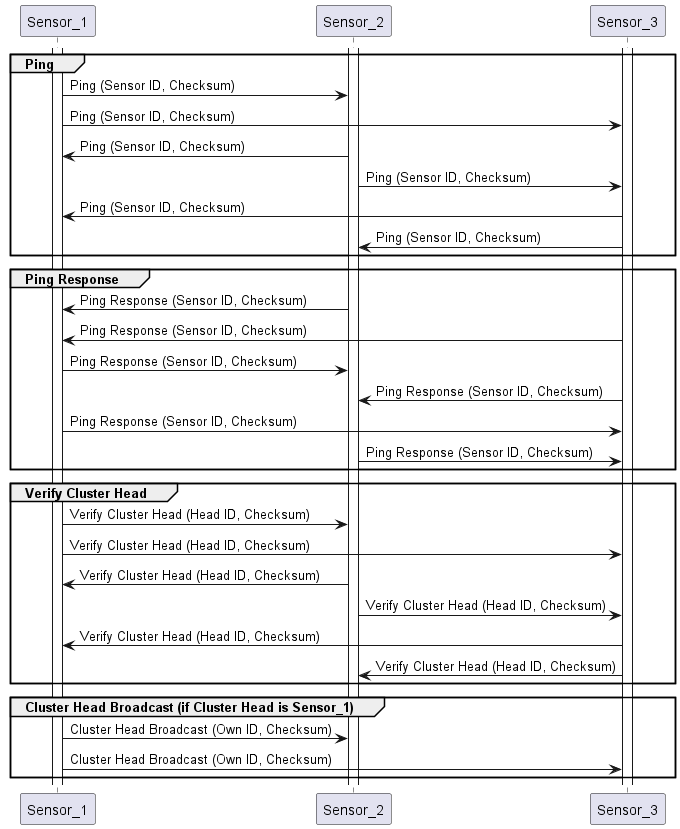 Sensor_1 Sensor_2 Sensor_3
Ping
Ping (Sensor ID, Checksum)
Ping (Sensor ID, Checksum)
Ping (Sensor ID, Checksum)
Ping (Sensor ID, Checksum)
Ping (Sensor ID, Checksum)
Ping (Sensor ID, Checksum)
Ping Response
Ping Response (Sensor ID, Checksum)
Ping Response (Sensor ID, Checksum)
Ping Response (Sensor ID, Checksum)
Ping Response (Sensor ID, Checksum)
Ping Response (Sensor ID, Checksum)
Ping Response (Sensor ID, Checksum)
Verify Cluster Head
Verify Cluster Head (Head ID, Checksum)
Verify Cluster Head (Head ID, Checksum)
Verify Cluster Head (Head ID, Checksum)
Verify Cluster Head (Head ID, Checksum)
Verify Cluster Head (Head ID, Checksum)
Verify Cluster Head (Head ID, Checksum)
Cluster Head Broadcast (if Cluster Head is Sensor_1)
Cluster Head Broadcast (Own ID, Checksum)
Cluster Head Broadcast (Own ID, Checksum)
Sensor_1 Sensor_2 Sensor_3